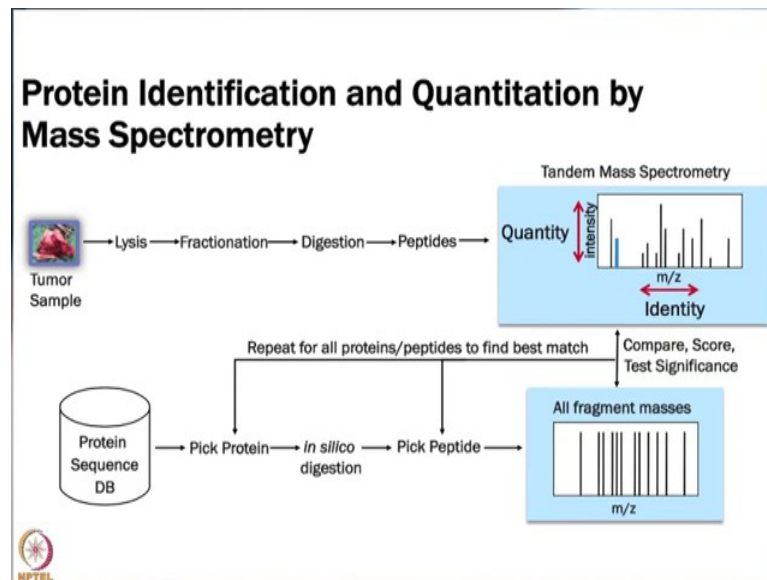 Protein Identification and Quantitation by
Mass Spectrometry
Tandem Mass Spectrometry
Tumor
Sample
Lysis
Fractionation
Digestion
Peptides
Quantity
intensity
m/z
Identity
Repeat for all proteins/peptides to find best match
Compare, Score,
Test Significance
Protein
Sequence
DB
Pick Protein
in silico
digestion
Pick Peptide
All fragment masses
m/z
NPTEL